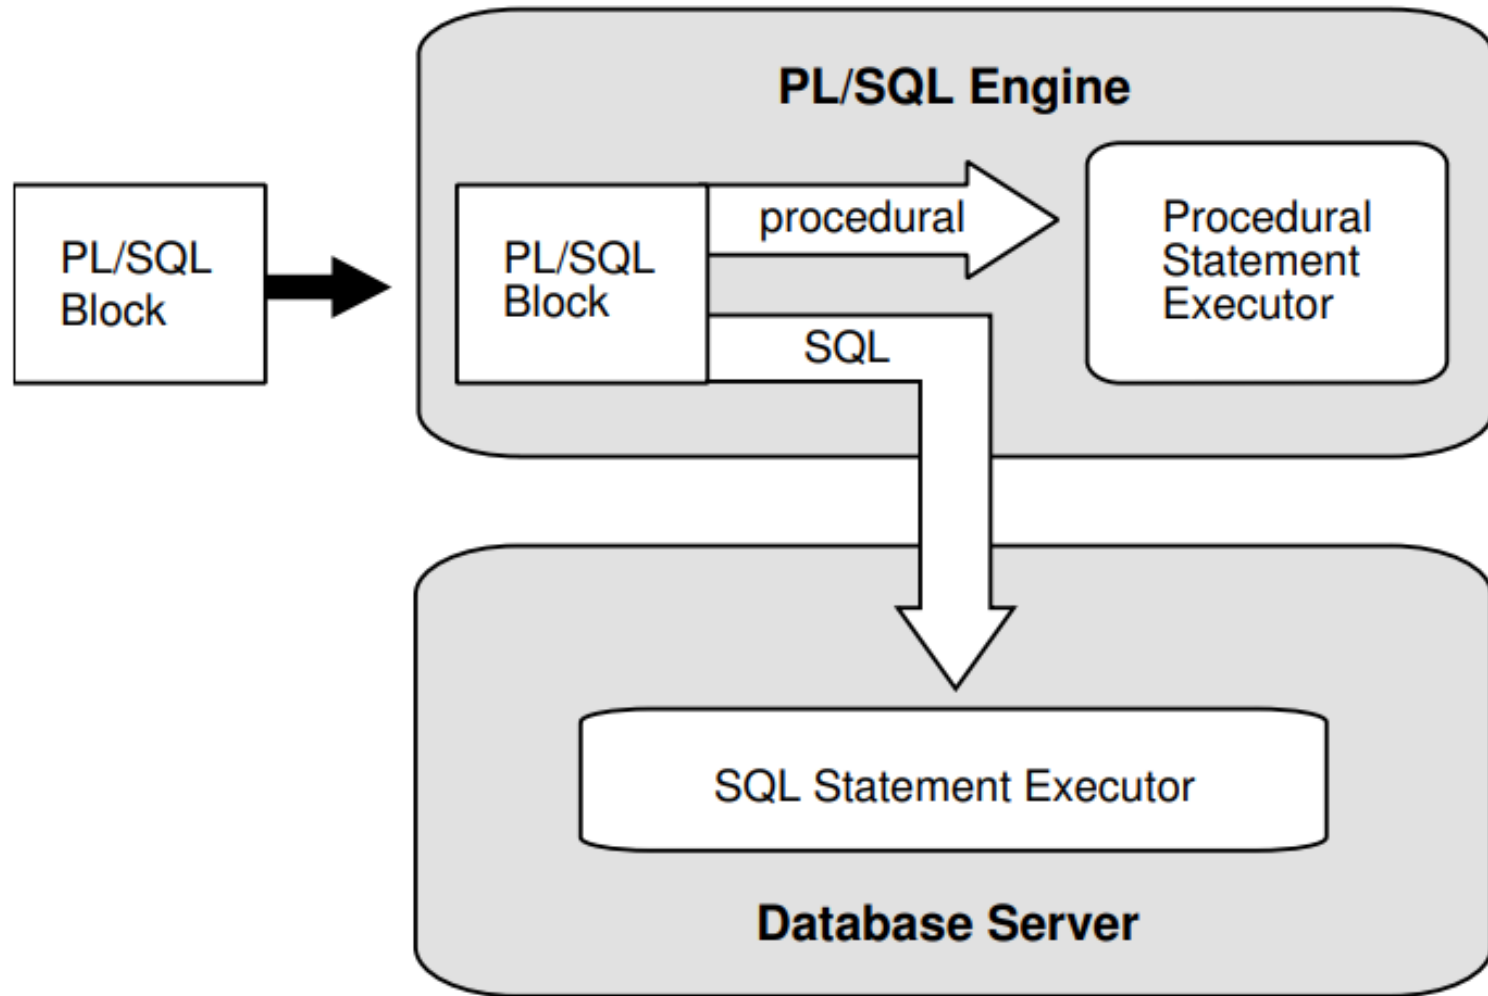 PL/SQL Engine
PL/SQL
Block
PL/SQL
Block
procedural
SQL
Procedural
Statement
Executor
SQL Statement Executor
Database Server